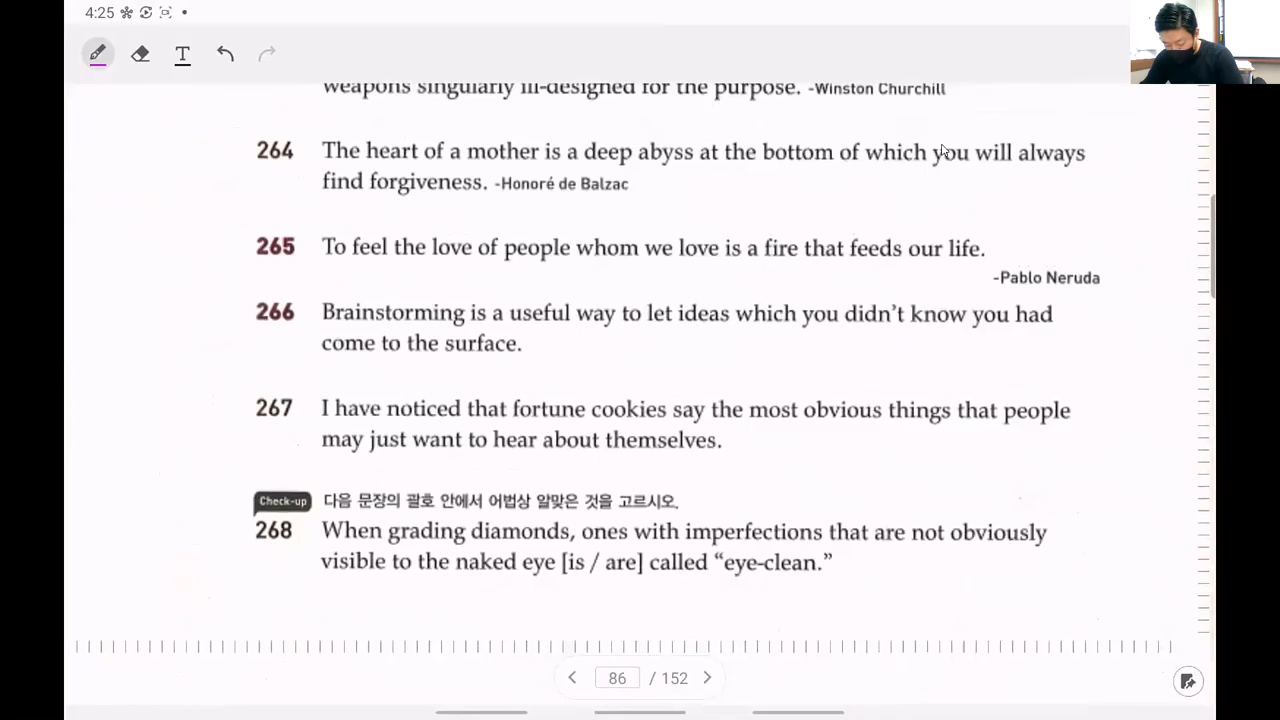 4:25
T
weapons singularly ill-designed for the purpose. -Winston Churchill
264 The heart of a mother is a deep abyss at the bottom of which you will always
find forgiveness. -Honoré de Balzac
265 To feel the love of people whom we love is a fire that feeds our life.
-Pablo Neruda
266 Brainstorming is a useful way to let ideas which you didn't know you had
come to the surface.
267 I have noticed that fortune cookies say the most obvious things that people
may just want to hear about themselves.
Check-up 다음 문장의 괄호 안에서 어법상 알맞은 것을 고르시오.
268 When grading diamonds, ones with imperfections that are not obviously
visible to the naked eye [is / are] called “eye-clean.”
86 / 152